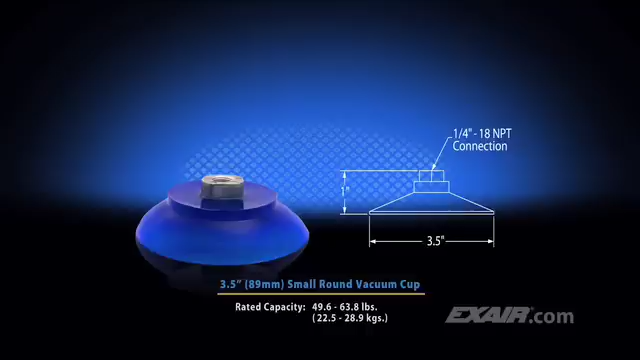 1/4" - 18 NPT
Connection
1"
3.5"
3.5" (89mm) Small Round Vacuum Cup
Rated Capacity: 49.6 - 63.8 lbs.
(22.5 - 28.9 kgs.)
EXAIR.com